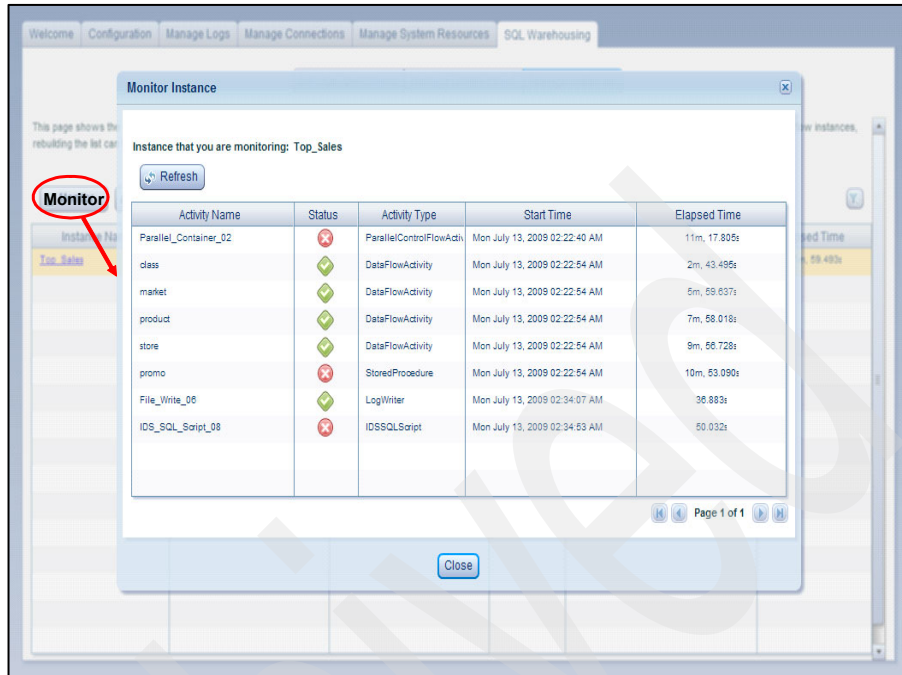 Welcome Configuration Manage Logs Manage Connections Manage System Resources SQL Warehousing
Monitor Instance
This page shows the
ow instances,
rebuilding the list car
Instance that you are monitoring: Top_Sales
Refresh
Monitor
Activity Name Status Activity Type Start Time Elapsed Time
Instance Na
sed Time
Parallel_Container_02 ParallelControlFlowActiv Mon July 13, 2009 02:22:40 AM 11m, 17.805s
Top_Sales
, 59.493s
class DataFlowActivity Mon July 13, 2009 02:22:54 AM 2m, 43.495s
market DataFlowActivity Mon July 13, 2009 02:22:54 AM 5m, 59.637s
product DataFlowActivity Mon July 13, 2009 02:22:54 AM 7m, 58.018s
store DataFlowActivity Mon July 13, 2009 02:22:54 AM 9m, 56.728s
promo StoredProcedure Mon July 13, 2009 02:22:54 AM 10m, 53.090s
File_Write_06 LogWriter Mon July 13, 2009 02:34:07 AM 36.883s
IDS_SQL_Script_08 IDSSQLScript Mon July 13, 2009 02:34:53 AM 50.032s
Page 1 of 1
Close